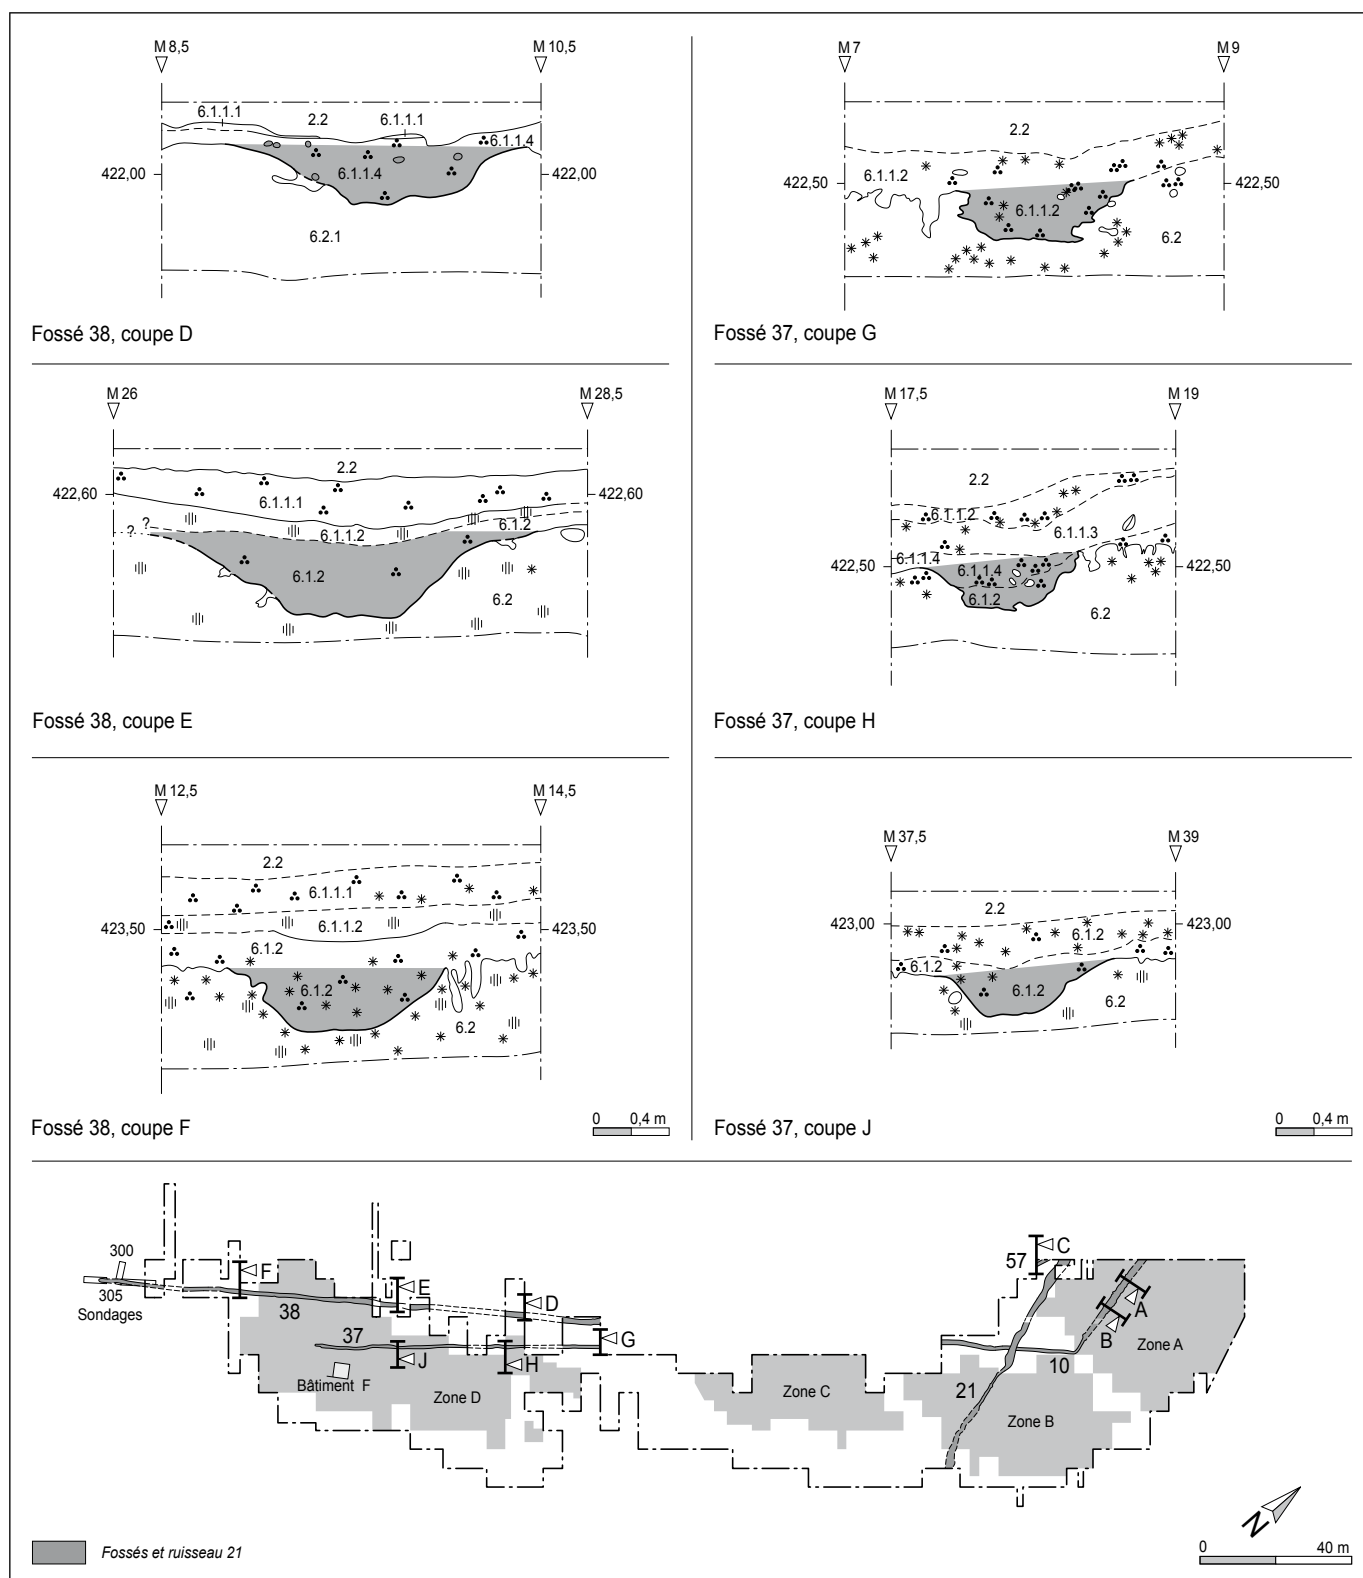 M 8,5 M 10,5
6.1.1.1 2.2 6.1.1.1
6.1.1.4
422,00 6.1.1.4 422,00
6.2.1
Fossé 38, coupe D
M 7 M 9
2.2
6.1.1.2
422,50 422,50
6.1.1.2
6.2
Fossé 37, coupe G
M 26 M 28,5
2.2
422,60 6.1.1.1 422,60
? ? 6.1.1.2 6.1.2
6.1.2
6.2
Fossé 38, coupe E
M 17,5 M 19
2.2
6.1.1.2
6.1.1.3
6.1.1.4
422,50 6.1.1.4 422,50
6.1.2
6.2
Fossé 37, coupe H
M 12,5 M 14,5
2.2
6.1.1.1
423,50 6.1.1.2 423,50
6.1.2
6.1.2
6.2
Fossé 38, coupe F
0 0,4 m
M 37,5 M 39
2.2
423,00 6.1.2 423,00
6.1.2
6.1.2 6.2
Fossé 37, coupe J
0 0,4 m
300
305
Sondages
F
E
D
G
38
37
J
H
Bâtiment F
Zone D
Zone C
57
C
A
B
Zone A
10
21
Zone B
N
Fossés et ruisseau 21
0 40 m